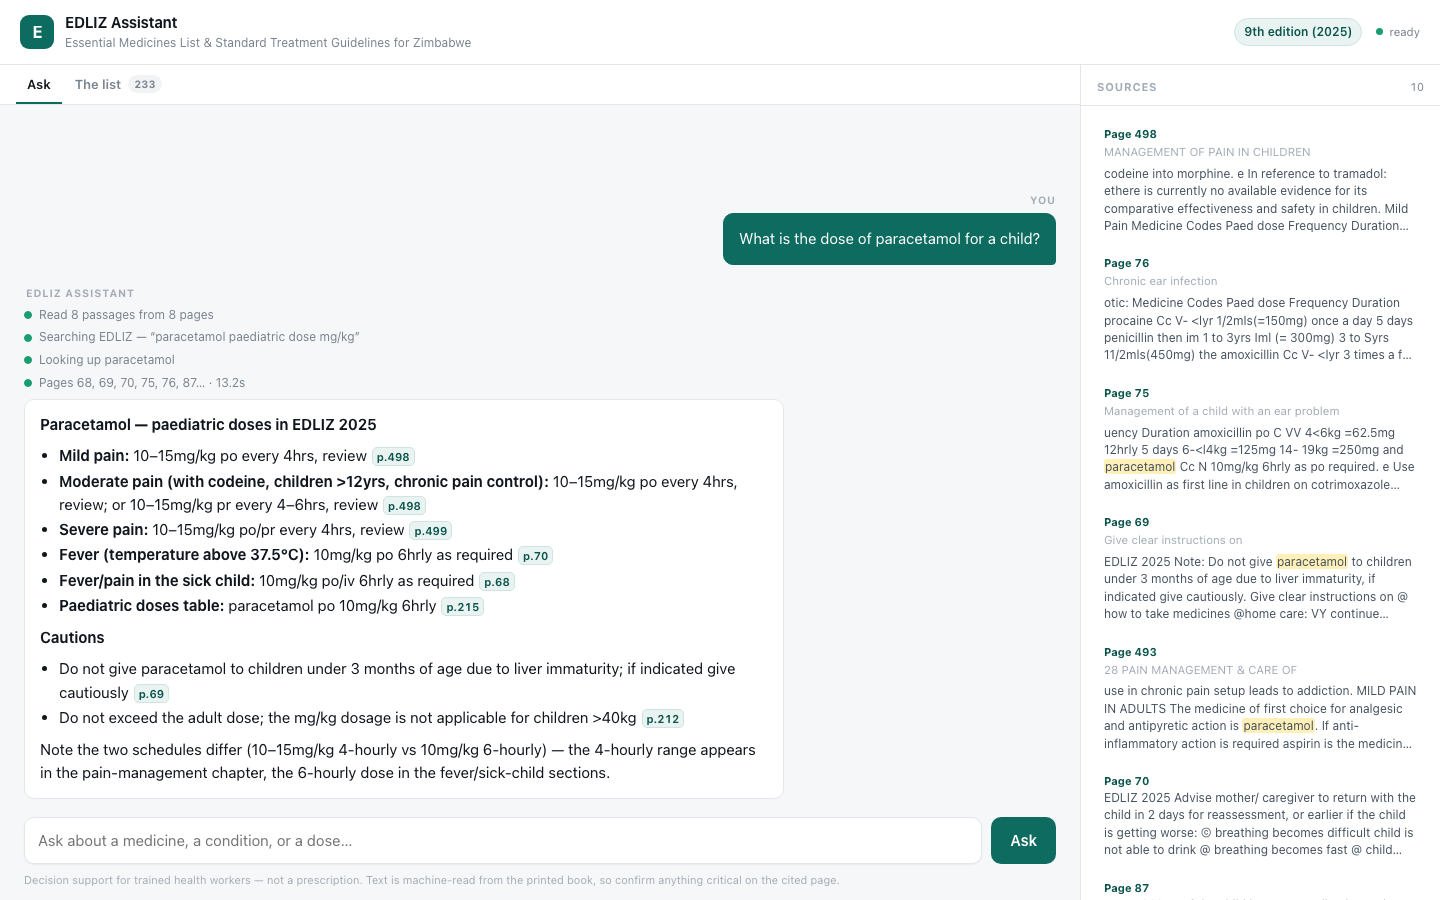 E
EDLIZ Assistant
Essential Medicines List & Standard Treatment Guidelines for Zimbabwe
9th edition (2025)
ready
Ask
The list 233
YOU
What is the dose of paracetamol for a child?
EDLIZ ASSISTANT
Read 8 passages from 8 pages
Searching EDLIZ — “paracetamol paediatric dose mg/kg”
Looking up paracetamol
Pages 68, 69, 70, 75, 76, 87… · 13.2s
Paracetamol — paediatric doses in EDLIZ 2025
• Mild pain: 10–15mg/kg po every 4hrs, review p.498
• Moderate pain (with codeine, children >12yrs, chronic pain control): 10–15mg/kg po every 4hrs,
review; or 10–15mg/kg pr every 4–6hrs, review p.498
• Severe pain: 10–15mg/kg po/pr every 4hrs, review p.499
• Fever (temperature above 37.5°C): 10mg/kg po 6hrly as required p.70
• Fever/pain in the sick child: 10mg/kg po/iv 6hrly as required p.68
• Paediatric doses table: paracetamol po 10mg/kg 6hrly p.215
Cautions
• Do not give paracetamol to children under 3 months of age due to liver immaturity; if indicated give
cautiously p.69
• Do not exceed the adult dose; the mg/kg dosage is not applicable for children >40kg p.212
Note the two schedules differ (10–15mg/kg 4-hourly vs 10mg/kg 6-hourly) — the 4-hourly range appears
in the pain-management chapter, the 6-hourly dose in the fever/sick-child sections.
Ask about a medicine, a condition, or a dose…
Ask
Decision support for trained health workers — not a prescription. Text is machine-read from the printed book, so confirm anything critical on the cited page.
SOURCES
10
Page 498
MANAGEMENT OF PAIN IN CHILDREN
codeine into morphine. e In reference to tramadol:
ethere is currently no available evidence for its
comparative effectiveness and safety in children. Mild
Pain Medicine Codes Paed dose Frequency Duration…
Page 76
Chronic ear infection
otic: Medicine Codes Paed dose Frequency Duration
procaine Cc V- <lyr 1/2mls(=150mg) once a day 5 days
penicillin then im 1 to 3yrs Iml (= 300mg) 3 to Syrs
11/2mls(450mg) the amoxicillin Cc V- <lyr 3 times a f…
Page 75
Management of a child with an ear problem
uency Duration amoxicillin po C VV 4<6kg =62.5mg
12hrly 5 days 6-<l4kg =125mg 14- 19kg =250mg and
paracetamol Cc N 10mg/kg 6hrly as po required. e Use
amoxicillin as first line in children on cotrimoxazole…
Page 69
Give clear instructions on
EDLIZ 2025 Note: Do not give paracetamol to children
under 3 months of age due to liver immaturity, if
indicated give cautiously. Give clear instructions on @
how to take medicines @home care: VY continue…
Page 493
28 PAIN MANAGEMENT & CARE OF
use in chronic pain setup leads to addiction. MILD PAIN
IN ADULTS The medicine of first choice for analgesic
and antipyretic action is paracetamol. If anti-
inflammatory action is required aspirin is the medicin…
Page 70
EDLIZ 2025 Advise mother/ caregiver to return with the
child in 2 days for reassessment, or earlier if the child
is getting worse: © breathing becomes difficult child is
not able to drink @ breathing becomes fast @ child…
Page 87